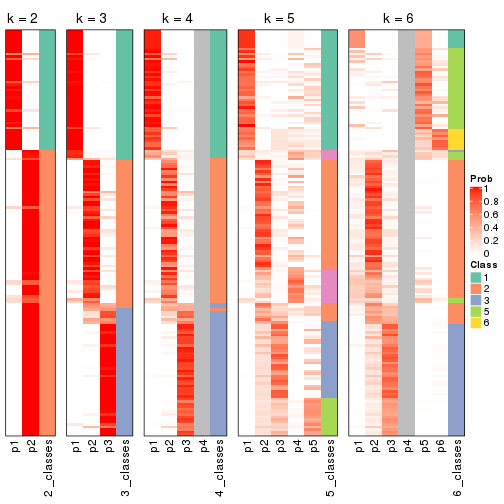 k = 2
k = 3
k = 4
k = 5
k = 6
p1
p2
2_classes
p1
p2
p3
3_classes
p1
p2
p3
p4
4_classes
p1
p2
p3
p4
p5
5_classes
p1
p2
p3
p4
p5
p6
6_classes
Prob
1
0.8
0.6
0.4
0.2
0
Class
1
2
3
5
6